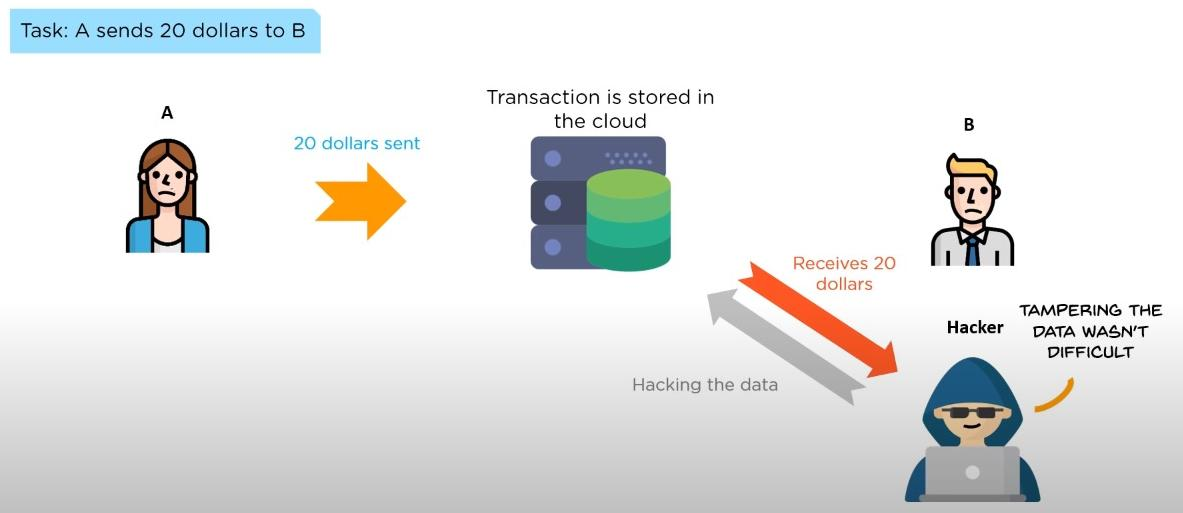 Task: A sends 20 dollars to B
A
20 dollars sent
Transaction is stored in
the cloud
B
Receives 20
dollars
Hacking the data
Hacker
TAMPERING THE
DATA WASN'T
DIFFICULT